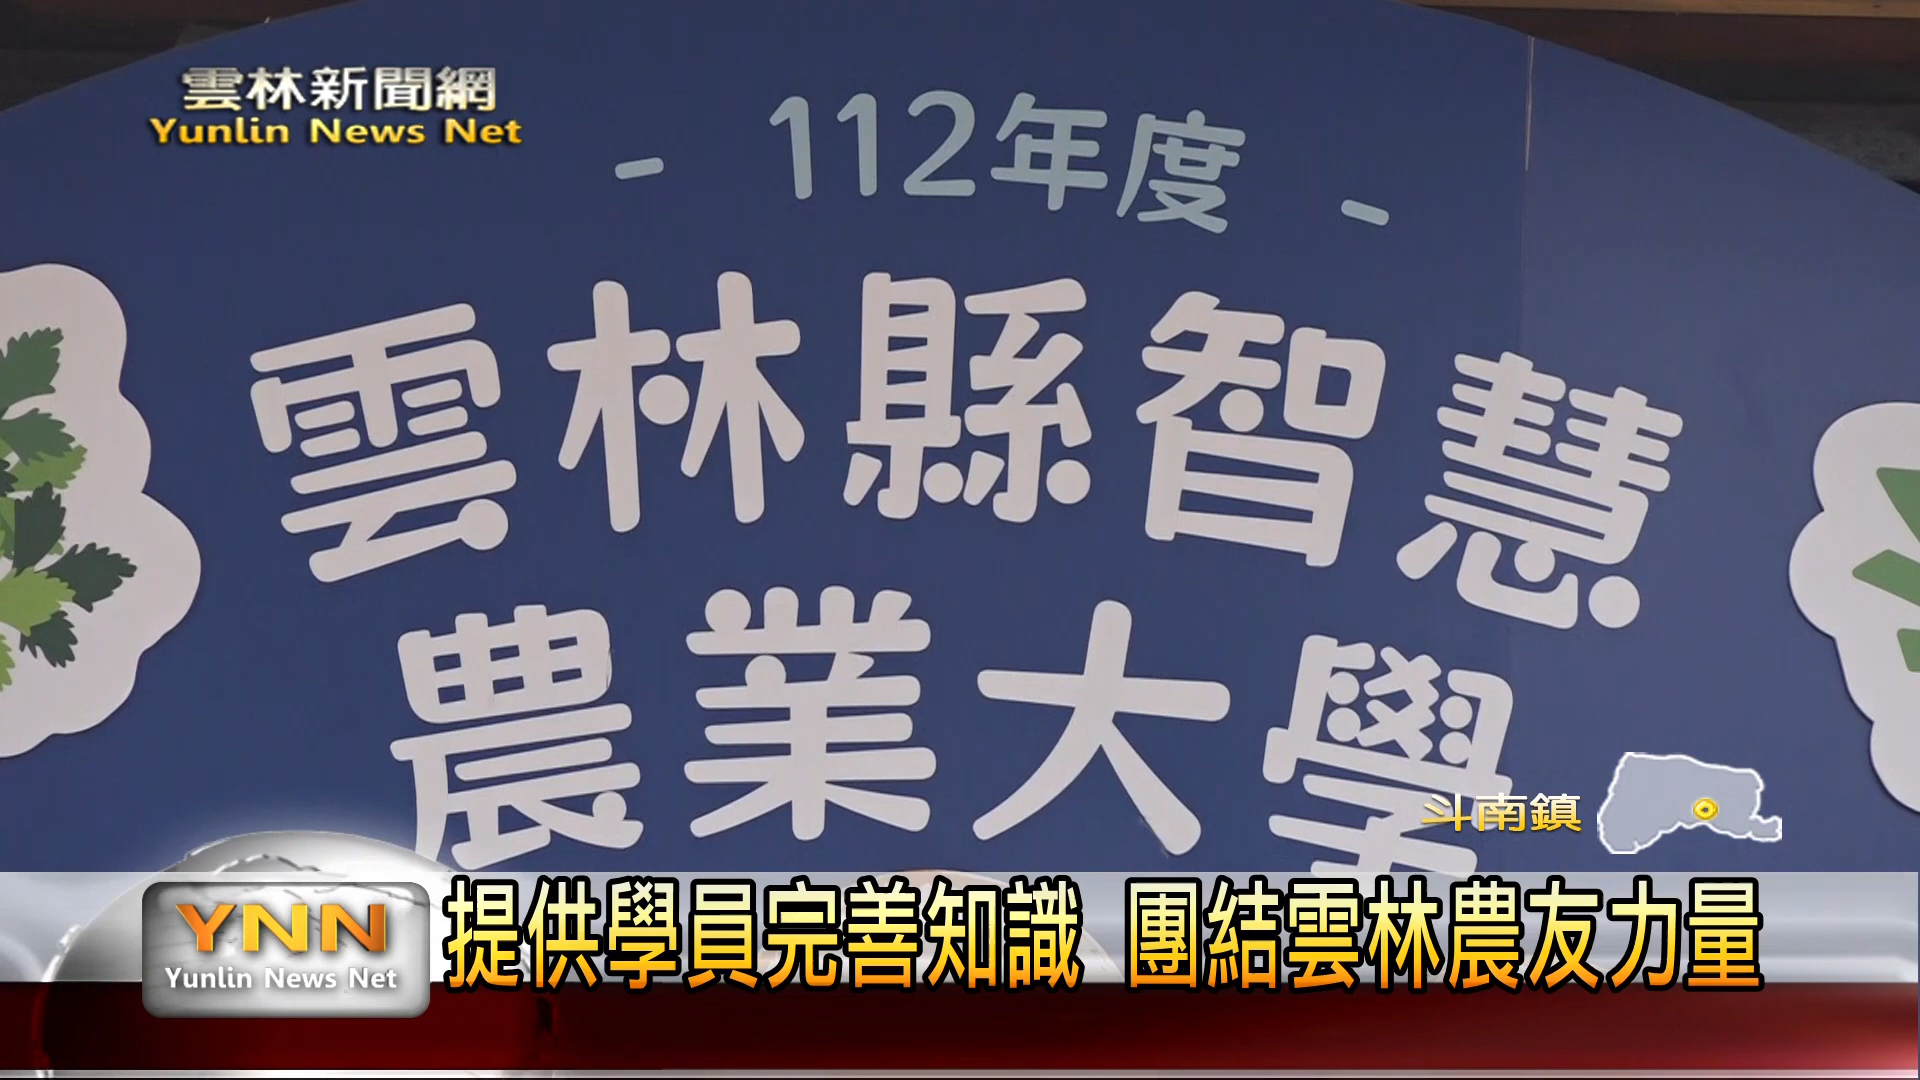 雲林新聞網
Yunlin News Net
- 112年度 -
雲林縣智慧
農業大學
斗南鎮
YNN
Yunlin News Net
提供學員完善知識 團結雲林農友力量